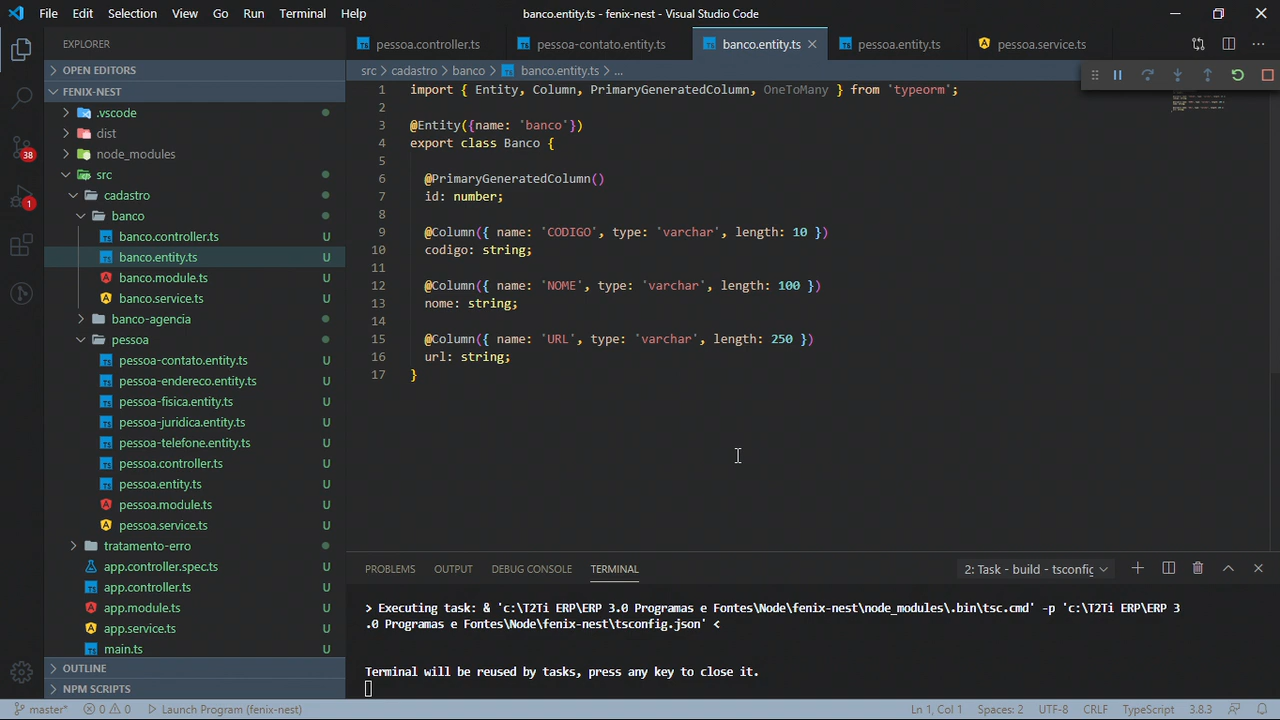 File Edit Selection View Go Run Terminal Help
banco.entity.ts - fenix-nest - Visual Studio Code
EXPLORER
OPEN EDITORS
FENIX-NEST
.vscode
dist
node_modules
src
cadastro
banco
banco.controller.ts U
banco.entity.ts U
banco.module.ts U
banco.service.ts U
banco-agencia
pessoa
pessoa-contato.entity.ts U
pessoa-endereco.entity.ts U
pessoa-fisica.entity.ts U
pessoa-juridica.entity.ts U
pessoa-telefone.entity.ts U
pessoa.controller.ts U
pessoa.entity.ts U
pessoa.module.ts U
pessoa.service.ts U
tratamento-erro
app.controller.spec.ts U
app.controller.ts U
app.module.ts U
app.service.ts U
main.ts U
OUTLINE
NPM SCRIPTS
38
1
pessoa.controller.ts pessoa-contato.entity.ts banco.entity.ts pessoa.entity.ts pessoa.service.ts
src > cadastro > banco > banco.entity.ts > ...
1 import { Entity, Column, PrimaryGeneratedColumn, OneToMany } from 'typeorm';
2
3 @Entity({name: 'banco'})
4 export class Banco {
5
6 @PrimaryGeneratedColumn()
7 id: number;
8
9 @Column({ name: 'CODIGO', type: 'varchar', length: 10 })
10 codigo: string;
11
12 @Column({ name: 'NOME', type: 'varchar', length: 100 })
13 nome: string;
14
15 @Column({ name: 'URL', type: 'varchar', length: 250 })
16 url: string;
17 }
PROBLEMS OUTPUT DEBUG CONSOLE TERMINAL 2: Task - build - tsconfig
> Executing task: & 'c:\T2Ti ERP\ERP 3.0 Programas e Fontes\Node\fenix-nest\node_modules\.bin\tsc.cmd' -p 'c:\T2Ti ERP\ERP 3
.0 Programas e Fontes\Node\fenix-nest\tsconfig.json' <
Terminal will be reused by tasks, press any key to close it.
master* 0 0 Launch Program (fenix-nest) Ln 1, Col 1 Spaces: 2 UTF-8 CRLF TypeScript 3.8.3